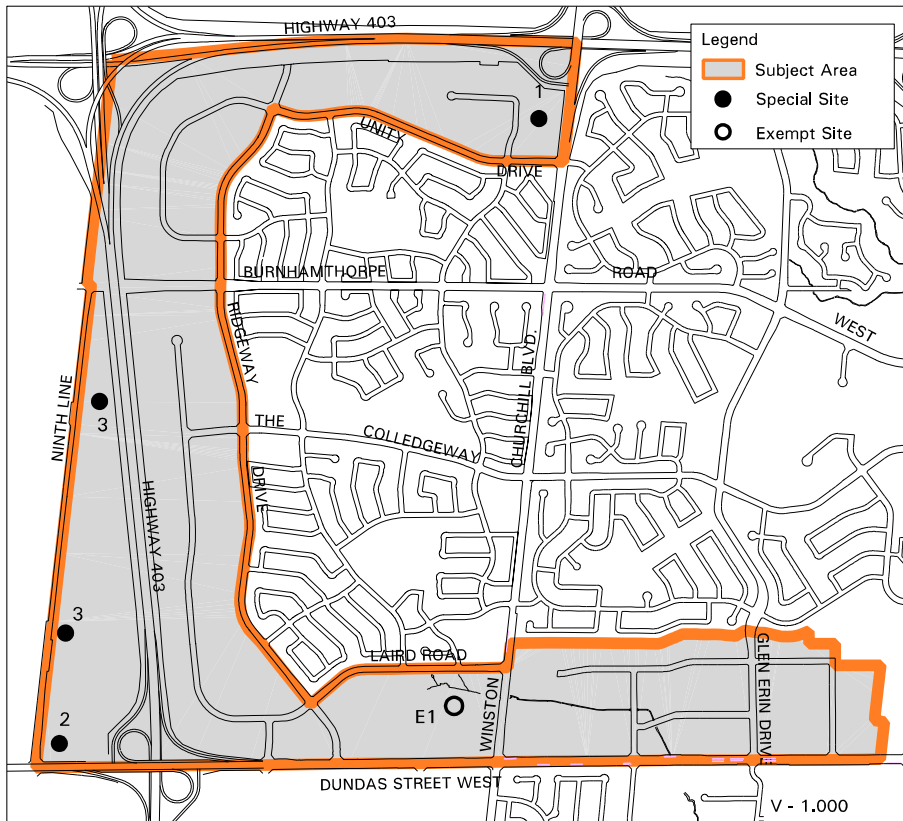 HIGHWAY 403
Legend
Subject Area
Special Site
Exempt Site
1
UNITY
DRIVE
BURNHAMTHORPE
ROAD
WEST
RIDGEWAY
DRIVE
THE
COLLEDGEWAY
CHURCHILL BLVD.
NINTH LINE
3
HIGHWAY 403
3
2
LAIRD ROAD
E1
WINSTON
GLEN ERIN DRIVE
DUNDAS STREET WEST
V - 1.000